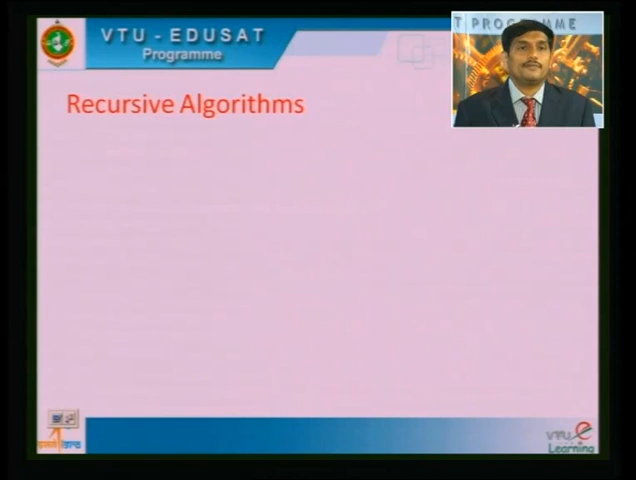 VTU - EDUSAT
Programme
T PROGRAMME
Recursive Algorithms
VTU
Learning